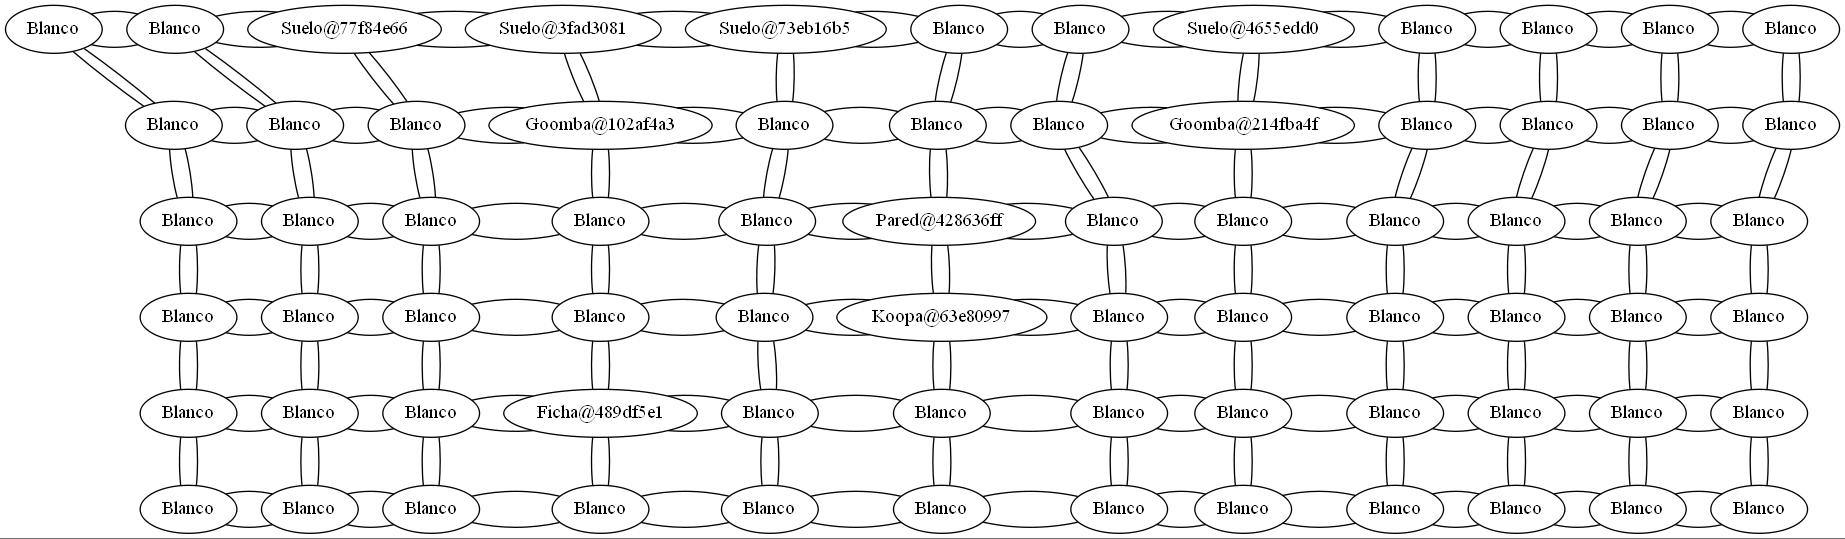 Blanco Blanco Suelo@77f84e66 Suelo@3fad3081 Suelo@73eb16b5 Blanco Blanco Suelo@4655edd0 Blanco Blanco Blanco Blanco
Blanco Blanco Blanco Goomba@102af4a3 Blanco Blanco Blanco Goomba@214fba4f Blanco Blanco Blanco Blanco
Blanco Blanco Blanco Blanco Blanco Pared@428636ff Blanco Blanco Blanco Blanco Blanco Blanco
Blanco Blanco Blanco Blanco Blanco Koopa@63e80997 Blanco Blanco Blanco Blanco Blanco Blanco
Blanco Blanco Blanco Ficha@489df5e1 Blanco Blanco Blanco Blanco Blanco Blanco Blanco Blanco
Blanco Blanco Blanco Blanco Blanco Blanco Blanco Blanco Blanco Blanco Blanco Blanco